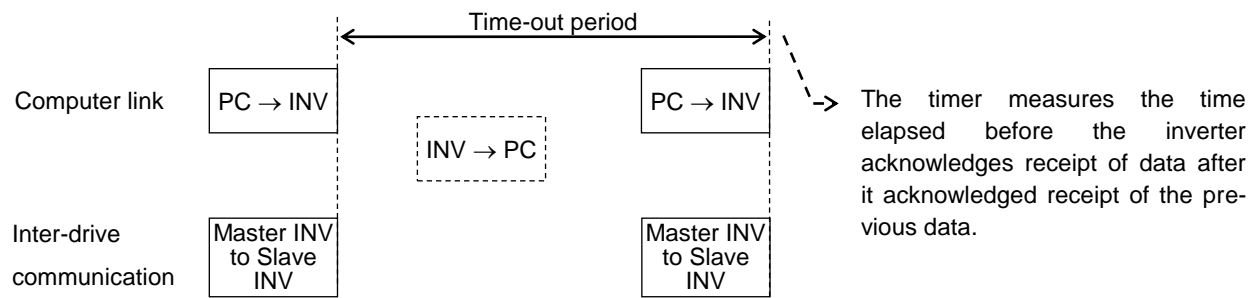 Time-out period
Computer link
PC → INV
PC → INV
INV → PC
The timer measures the time
elapsed before the inverter
acknowledges receipt of data after
it acknowledged receipt of the pre-
vious data.
Inter-drive
communication
Master INV
to Slave
INV
Master INV
to Slave
INV